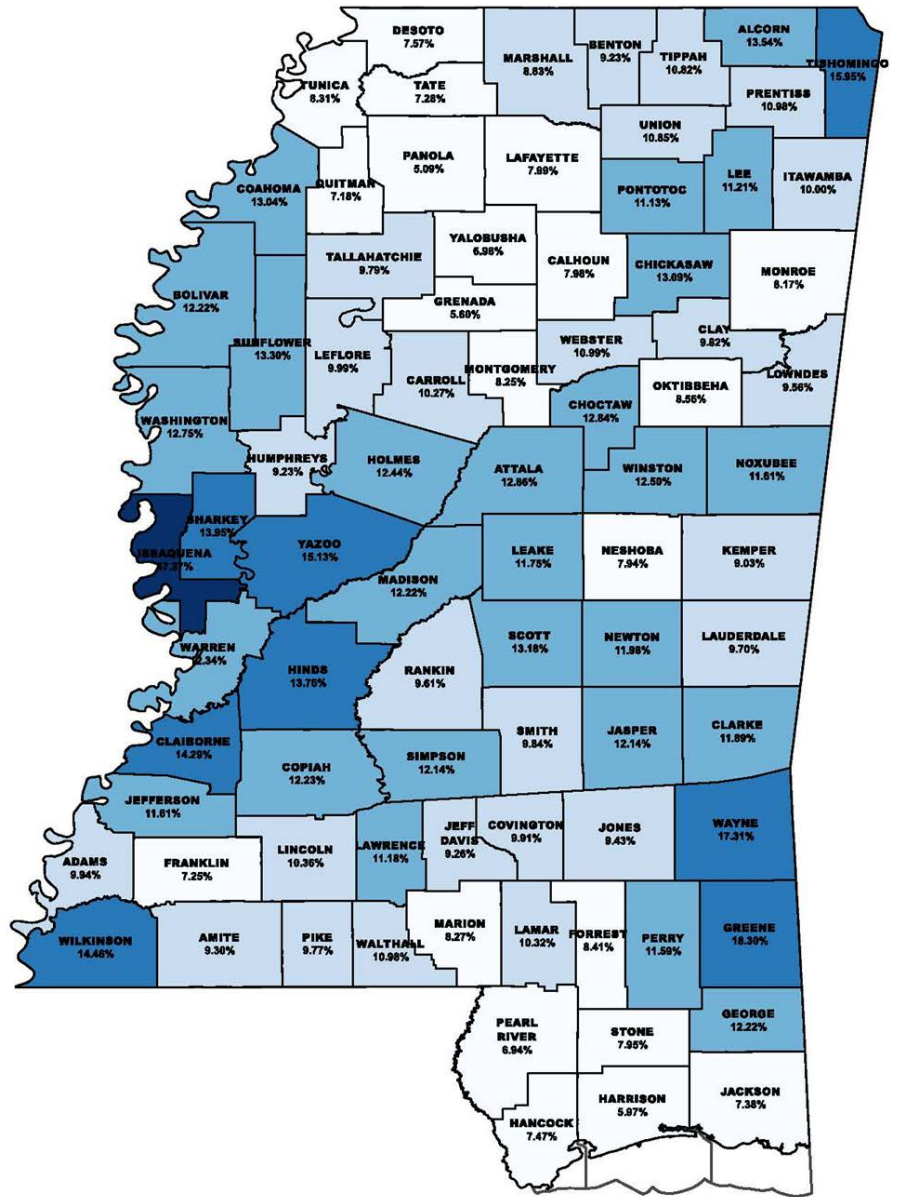 DESOTO
7.57%
MARSHALL
8.83%
BENTON
9.23%
TIPPAH
10.82%
ALCORN
13.54%
TISHOMINGO
15.95%
TUNICA
8.31%
TATE
7.28%
PRENTISS
10.98%
UNION
10.85%
PANOLA
5.09%
LAFAYETTE
7.99%
COAHOMA
13.04%
QUITMAN
7.18%
PONTOTOC
11.13%
LEE
11.21%
ITAWAMBA
10.00%
TALLAHATCHIE
9.79%
YALOBUSHA
6.98%
CALHOUN
7.98%
CHICKASAW
13.09%
MONROE
8.17%
BOLIVAR
12.22%
GRENADA
5.60%
SUNFLOWER
13.30%
LEFLORE
9.99%
CARROLL
10.27%
MONTGOMERY
8.25%
WEBSTER
10.99%
CLAY
9.82%
LOWNDES
9.56%
OKTIBBEHA
8.56%
CHOCTAW
12.84%
WASHINGTON
12.75%
HUMPHREYS
9.23%
HOLMES
12.44%
ATTALA
12.86%
WINSTON
12.50%
NOXUBEE
11.61%
SHARKEY
13.95%
ISSAQUENA
YAZOO
15.13%
MADISON
12.22%
LEAKE
11.75%
NESHOBA
7.94%
KEMPER
9.03%
WARREN
2.34%
HINDS
13.76%
RANKIN
9.61%
SCOTT
13.18%
NEWTON
11.98%
LAUDERDALE
9.70%
CLAIBORNE
14.29%
COPIAH
12.23%
SIMPSON
12.14%
SMITH
9.84%
JASPER
12.14%
CLARKE
11.89%
JEFFERSON
11.61%
ADAMS
9.94%
FRANKLIN
7.25%
LINCOLN
10.36%
LAWRENCE
11.18%
JEFF
DAVIS
9.26%
COVINGTON
9.91%
JONES
9.43%
WAYNE
17.31%
WILKINSON
14.46%
AMITE
9.30%
PIKE
9.77%
WALTHALL
10.98%
MARION
8.27%
LAMAR
10.32%
FORREST
8.41%
PERRY
11.59%
GREENE
18.30%
PEARL
RIVER
6.94%
STONE
7.95%
GEORGE
12.22%
HANCOCK
7.47%
HARRISON
5.97%
JACKSON
7.38%